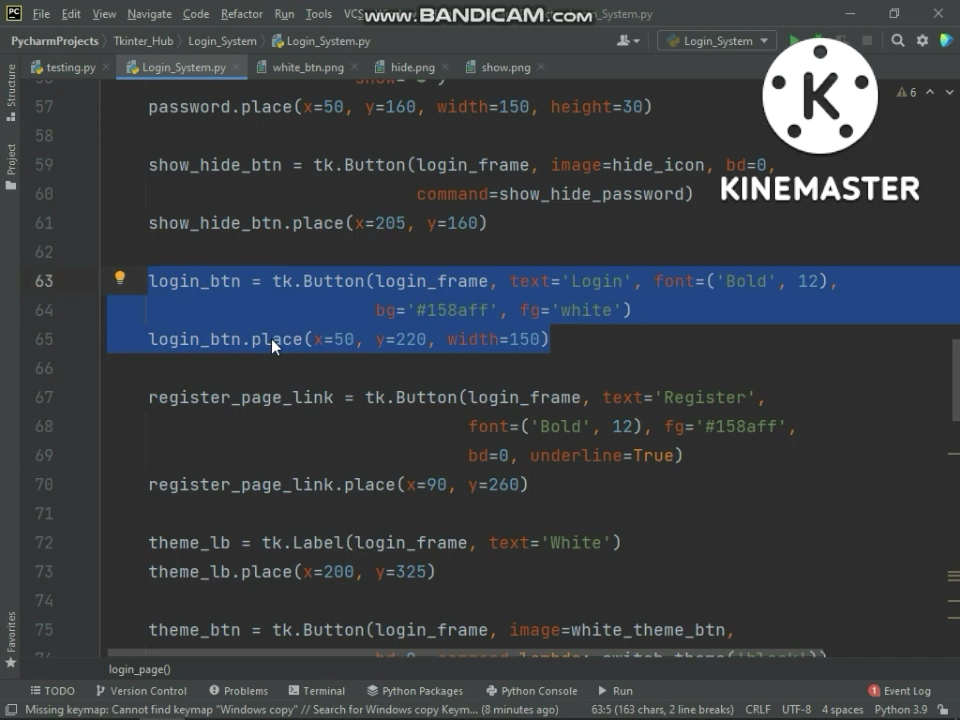 PC File Edit View Navigate Code Refactor Run Tools VCS www.BANDICAM.com _System.py
PycharmProjects Tkinter_Hub Login_System Login_System.py Login_System
testing.py Login_System.py white_btn.png hide.png show.png
K
KINEMASTER
6
Structure
Project
Favorites
57 password.place(x=50, y=160, width=150, height=30)
58
59 show_hide_btn = tk.Button(login_frame, image=hide_icon, bd=0,
60 command=show_hide_password)
61 show_hide_btn.place(x=205, y=160)
62
63 login_btn = tk.Button(login_frame, text='Login', font=('Bold', 12),
64 bg='#158aff', fg='white')
65 login_btn.place(x=50, y=220, width=150)
66
67 register_page_link = tk.Button(login_frame, text='Register',
68 font=('Bold', 12), fg='#158aff',
69 bd=0, underline=True)
70 register_page_link.place(x=90, y=260)
71
72 theme_lb = tk.Label(login_frame, text='White')
73 theme_lb.place(x=200, y=325)
74
75 theme_btn = tk.Button(login_frame, image=white_theme_btn,
login_page()
TODO Version Control Problems Terminal Python Packages Python Console Run 1 Event Log
Missing keymap: Cannot find keymap "Windows copy" // Search for Windows copy Keym... (8 minutes ago) 63:5 (163 chars, 2 line breaks) CRLF UTF-8 4 spaces Python 3.9